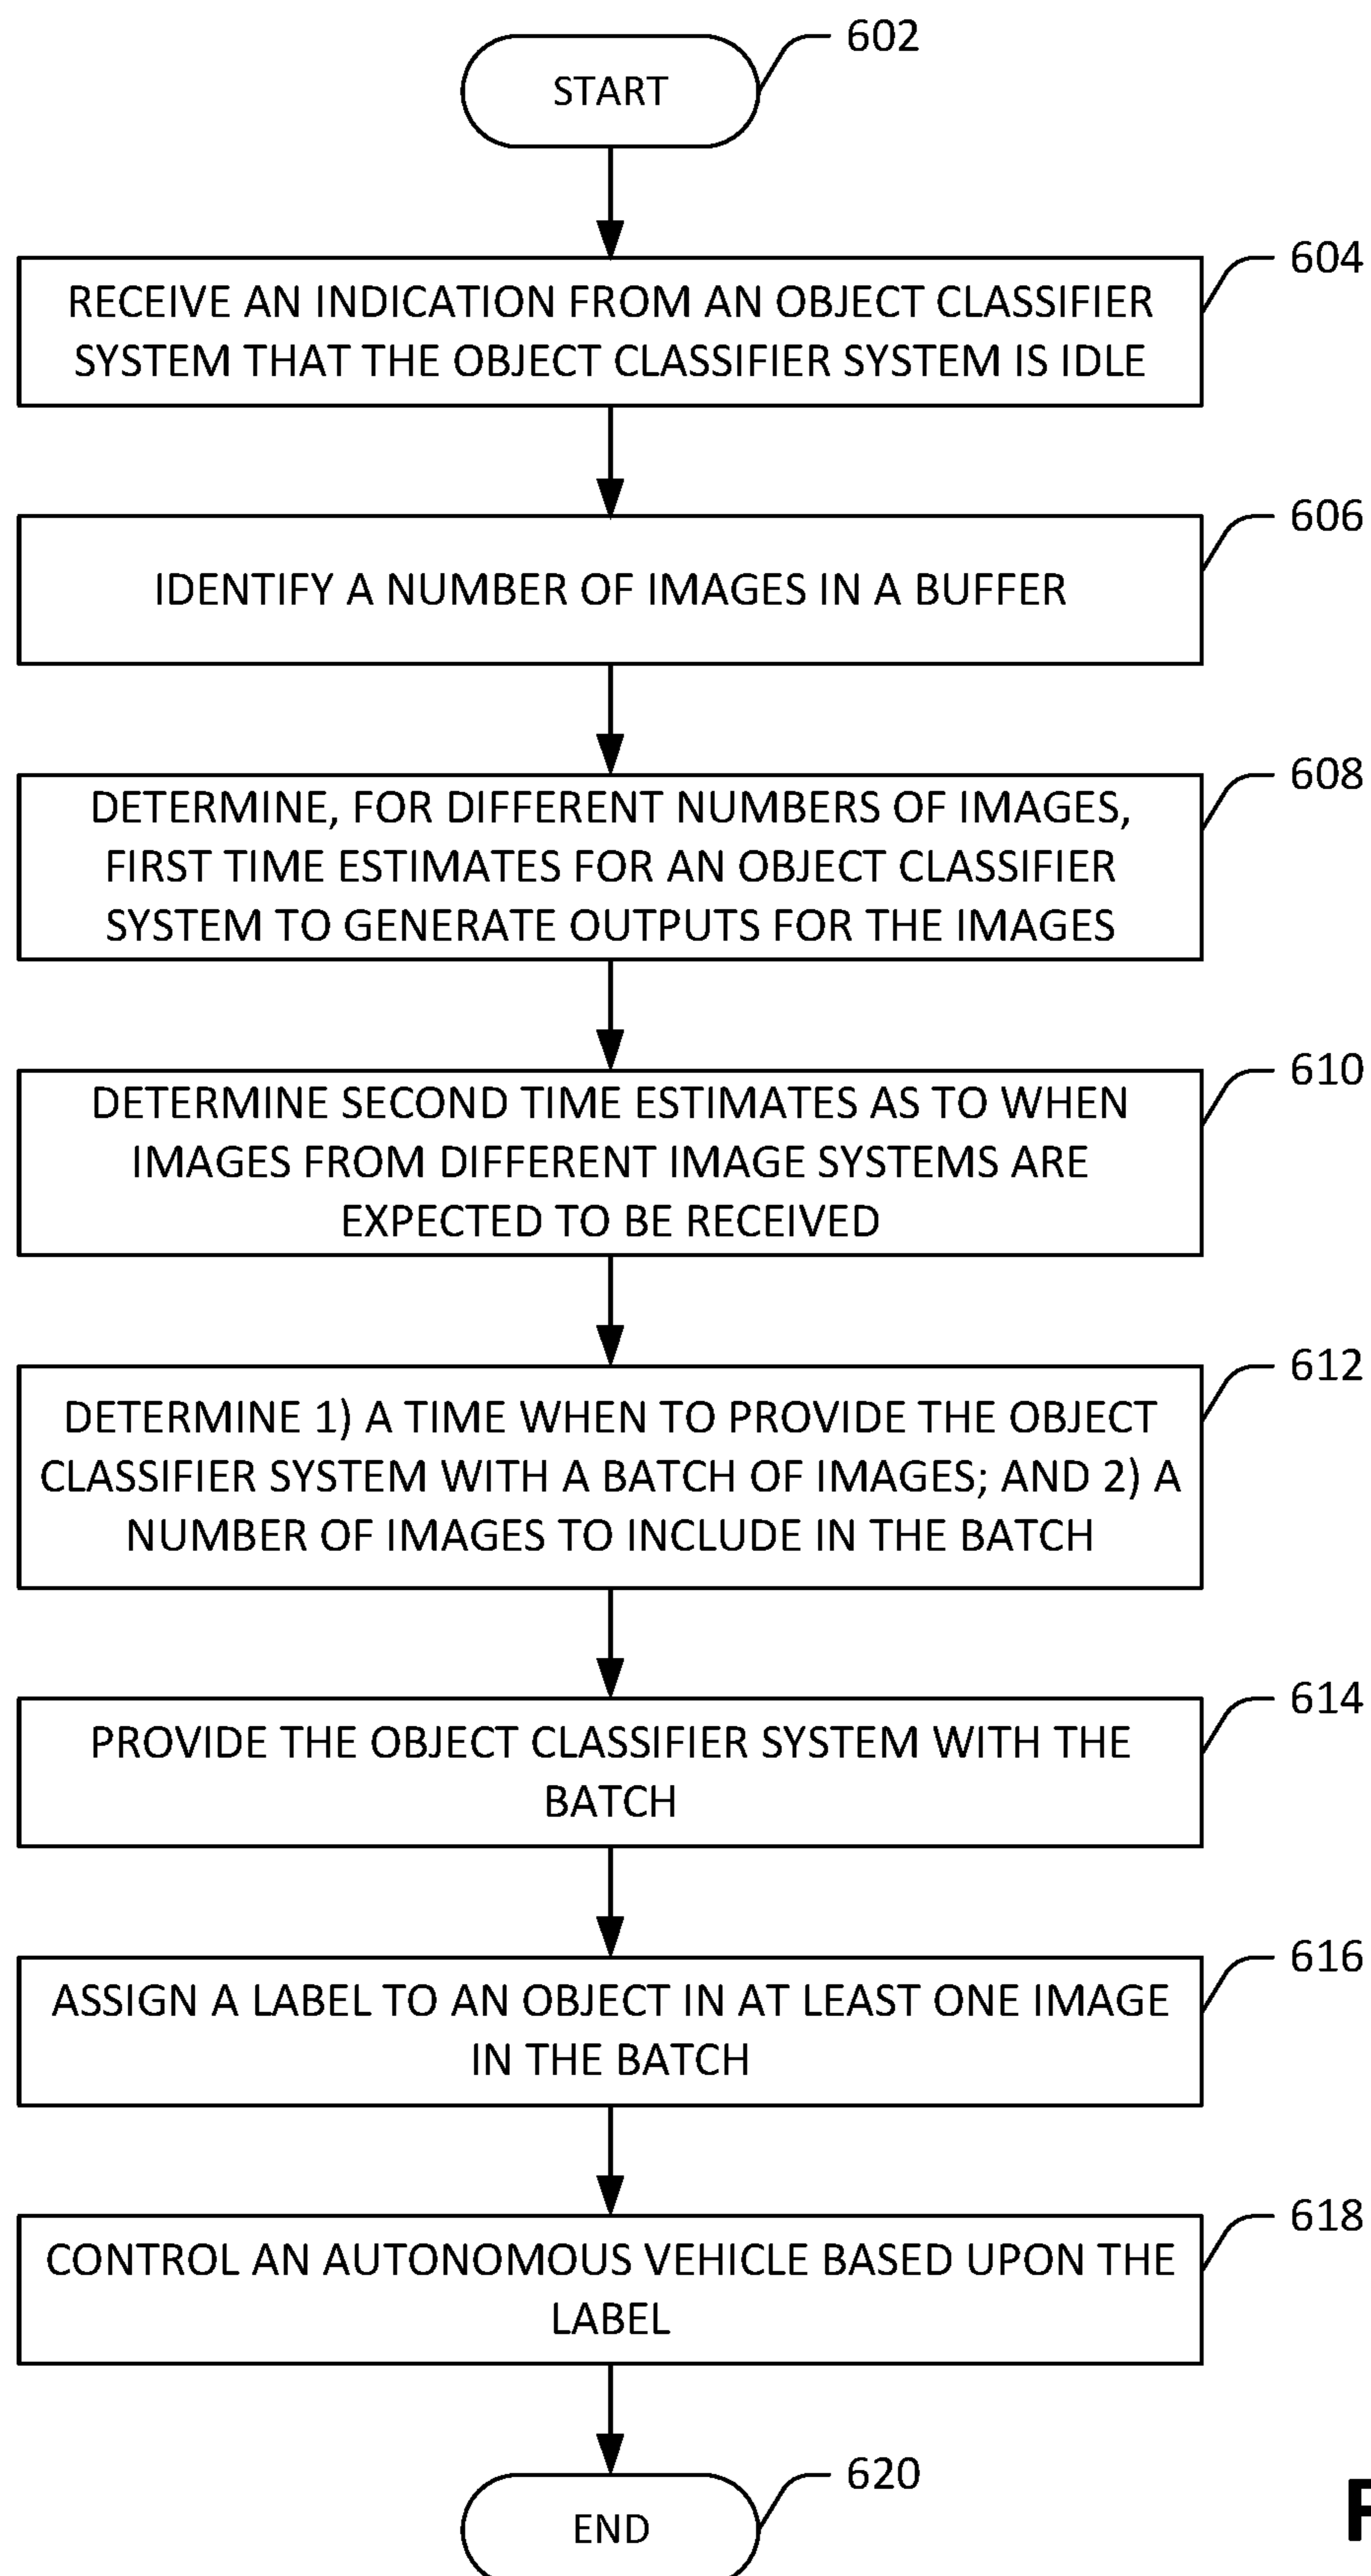 START
602
RECEIVE AN INDICATION FROM AN OBJECT CLASSIFIER
SYSTEM THAT THE OBJECT CLASSIFIER SYSTEM IS IDLE
604
IDENTIFY A NUMBER OF IMAGES IN A BUFFER
606
DETERMINE, FOR DIFFERENT NUMBERS OF IMAGES,
FIRST TIME ESTIMATES FOR AN OBJECT CLASSIFIER
SYSTEM TO GENERATE OUTPUTS FOR THE IMAGES
608
DETERMINE SECOND TIME ESTIMATES AS TO WHEN
IMAGES FROM DIFFERENT IMAGE SYSTEMS ARE
EXPECTED TO BE RECEIVED
610
DETERMINE 1) A TIME WHEN TO PROVIDE THE OBJECT
CLASSIFIER SYSTEM WITH A BATCH OF IMAGES; AND 2) A
NUMBER OF IMAGES TO INCLUDE IN THE BATCH
612
PROVIDE THE OBJECT CLASSIFIER SYSTEM WITH THE
BATCH
614
ASSIGN A LABEL TO AN OBJECT IN AT LEAST ONE IMAGE
IN THE BATCH
616
CONTROL AN AUTONOMOUS VEHICLE BASED UPON THE
LABEL
618
END
620